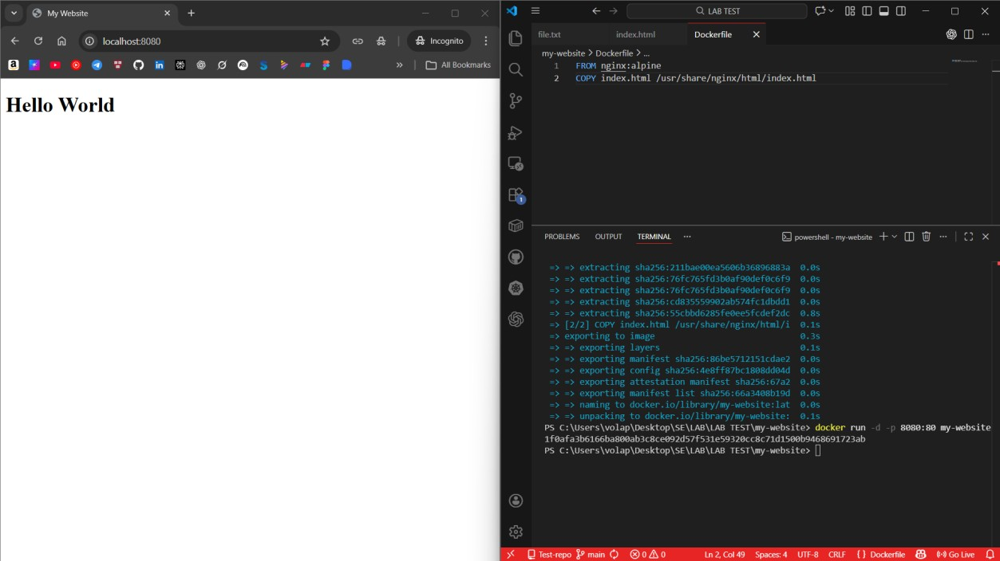 My Website
localhost:8080
Incognito
All Bookmarks
Hello World
LAB TEST
file.txt
index.html
Dockerfile
my-website > Dockerfile > ...
1 FROM nginx:alpine
2 COPY index.html /usr/share/nginx/html/index.html
1
PROBLEMS OUTPUT TERMINAL ...
powershell - my-website
=> => extracting sha256:211bae00ea5606b36896883a 0.0s
=> => extracting sha256:76fc765fd3b0af90def0c6f9 0.0s
=> => extracting sha256:76fc765fd3b0af90def0c6f9 0.0s
=> => extracting sha256:cd835559902ab574fc1dbdd1 0.0s
=> => extracting sha256:55cbbd6285fe0ee5fcdef2dc 0.8s
=> [2/2] COPY index.html /usr/share/nginx/html/i 0.1s
=> exporting to image 0.3s
=> => exporting layers 0.1s
=> => exporting manifest sha256:86be5712151cdae2 0.0s
=> => exporting config sha256:4e8ff87bc1808dd04d 0.0s
=> => exporting attestation manifest sha256:67a2 0.0s
=> => exporting manifest list sha256:66a3408b19d 0.0s
=> => naming to docker.io/library/my-website:lat 0.0s
=> => unpacking to docker.io/library/my-website: 0.1s
PS C:\Users\volap\Desktop\SE\LAB\LAB TEST\my-website> docker run -d -p 8080:80 my-website
1f0afa3b6166ba800ab3c8ce092d57f531e59320cc8c71d1500b9468691723ab
PS C:\Users\volap\Desktop\SE\LAB\LAB TEST\my-website>
Test-repo main 0 0 Ln 2, Col 49 Spaces: 4 UTF-8 CRLF {} Dockerfile Go Live